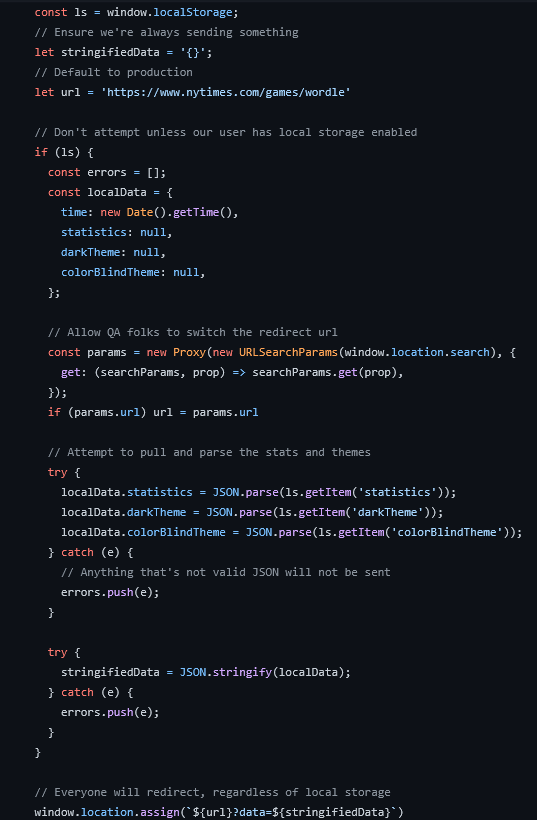 const ls = window.localStorage;
// Ensure we're always sending something
let stringifiedData = '{}';
// Default to production
let url = 'https://www.nytimes.com/games/wordle'

// Don't attempt unless our user has local storage enabled
if (ls) {
  const errors = [];
  const localData = {
    time: new Date().getTime(),
    statistics: null,
    darkTheme: null,
    colorBlindTheme: null,
  };

  // Allow QA folks to switch the redirect url
  const params = new Proxy(new URLSearchParams(window.location.search), {
    get: (searchParams, prop) => searchParams.get(prop),
  });
  if (params.url) url = params.url

  // Attempt to pull and parse the stats and themes
  try {
    localData.statistics = JSON.parse(ls.getItem('statistics'));
    localData.darkTheme = JSON.parse(ls.getItem('darkTheme'));
    localData.colorBlindTheme = JSON.parse(ls.getItem('colorBlindTheme'));
  } catch (e) {
    // Anything that's not valid JSON will not be sent
    errors.push(e);
  }

  try {
    stringifiedData = JSON.stringify(localData);
  } catch (e) {
    errors.push(e);
  }
}

// Everyone will redirect, regardless of local storage
window.location.assign(`${url}?data=${stringifiedData}`)